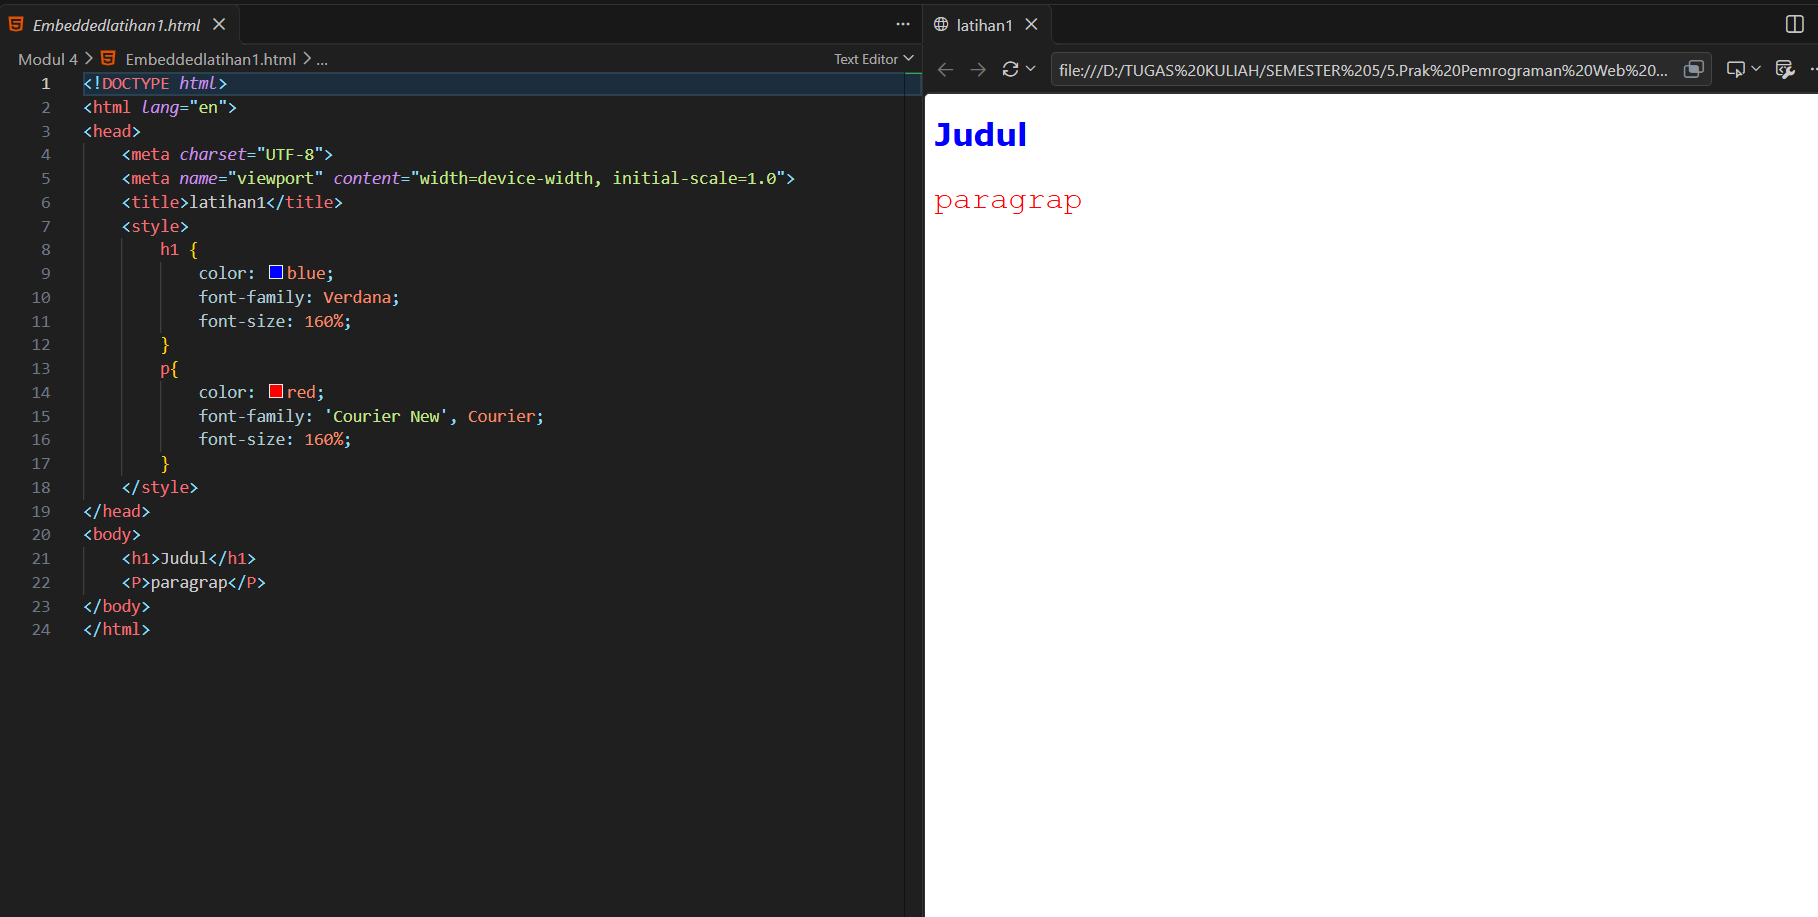 Embeddedlatihan1.html
Modul 4 > Embeddedlatihan1.html > ...
Text Editor
1 <!DOCTYPE html>
2 <html lang="en">
3 <head>
4 <meta charset="UTF-8">
5 <meta name="viewport" content="width=device-width, initial-scale=1.0">
6 <title>latihan1</title>
7 <style>
8 h1 {
9 color: blue;
10 font-family: Verdana;
11 font-size: 160%;
12 }
13 p{
14 color: red;
15 font-family: 'Courier New', Courier;
16 font-size: 160%;
17 }
18 </style>
19 </head>
20 <body>
21 <h1>Judul</h1>
22 <P>paragrap</P>
23 </body>
24 </html>
latihan1
file:///D:/TUGAS%20KULIAH/SEMESTER%205/5.Prak%20Pemrograman%20Web%20...
Judul
paragrap